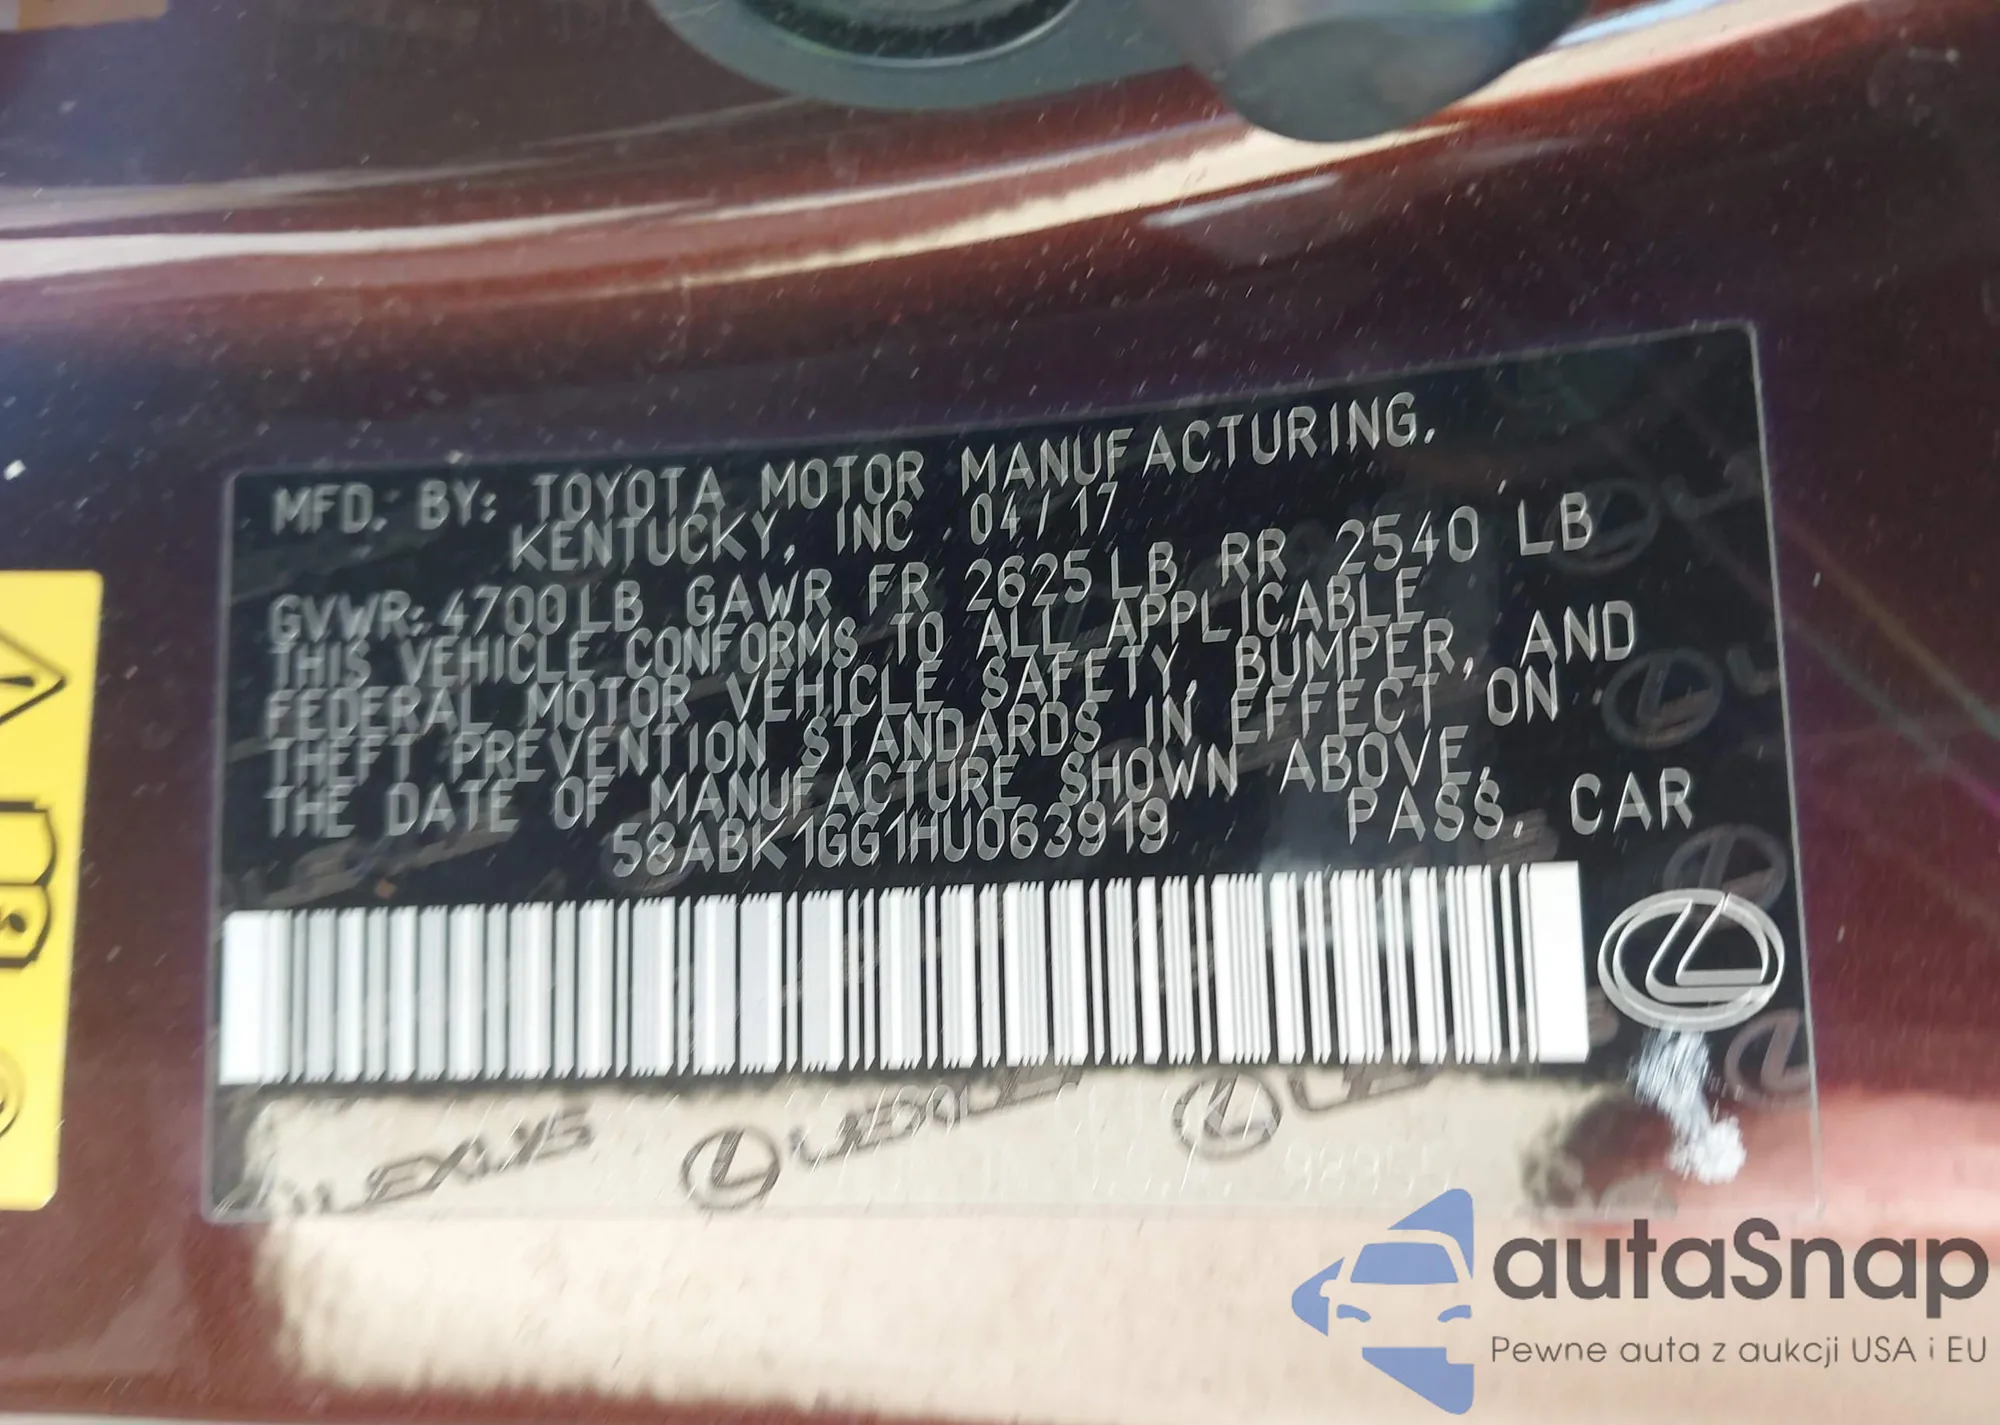 MFD. BY: TOYOTA MOTOR MANUFACTURING.
KENTUCKY, INC 04/17
GVWR: 4700LB GAWR FR 2625LB RR 2540 LB
THIS VEHICLE CONFORMS TO ALL APPLICABLE
FEDERAL MOTOR VEHICLE SAFETY, BUMPER, AND
THEFT PREVENTION STANDARDS IN EFFECT ON
THE DATE OF MANUFACTURE SHOWN ABOVE.
58ABK1GG1HU063919 PASS. CAR
LEXUS LEXUS
autaSnap
Pewne auta z aukcji USA i EU